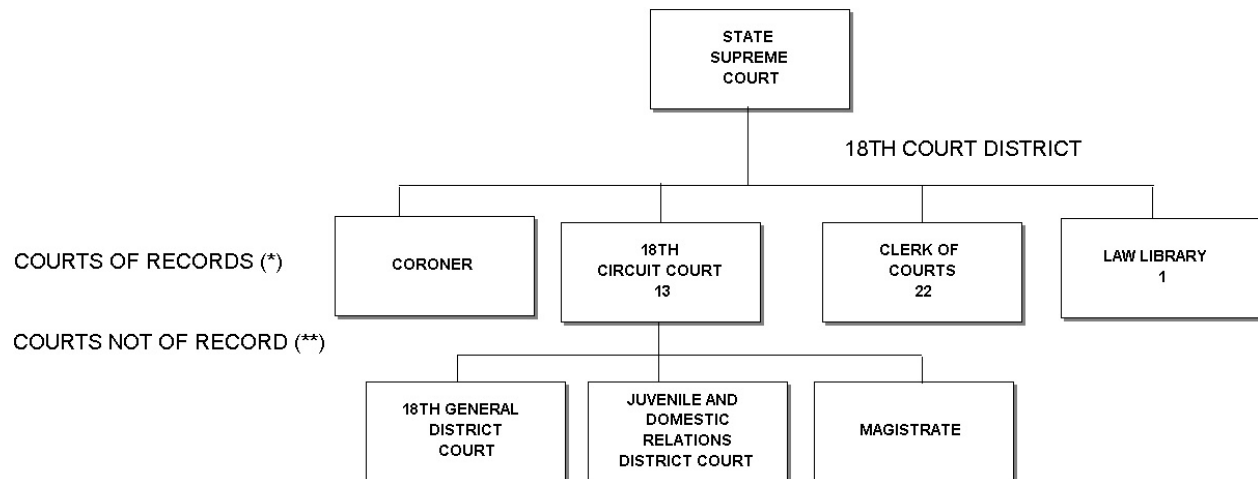 STATE
SUPREME
COURT
18TH COURT DISTRICT
COURTS OF RECORDS (*)
CORONER
18TH
CIRCUIT COURT
13
CLERK OF
COURTS
22
LAW LIBRARY
1
COURTS NOT OF RECORD (**)
18TH GENERAL
DISTRICT
COURT
JUVENILE AND
DOMESTIC
RELATIONS
DISTRICT COURT
MAGISTRATE